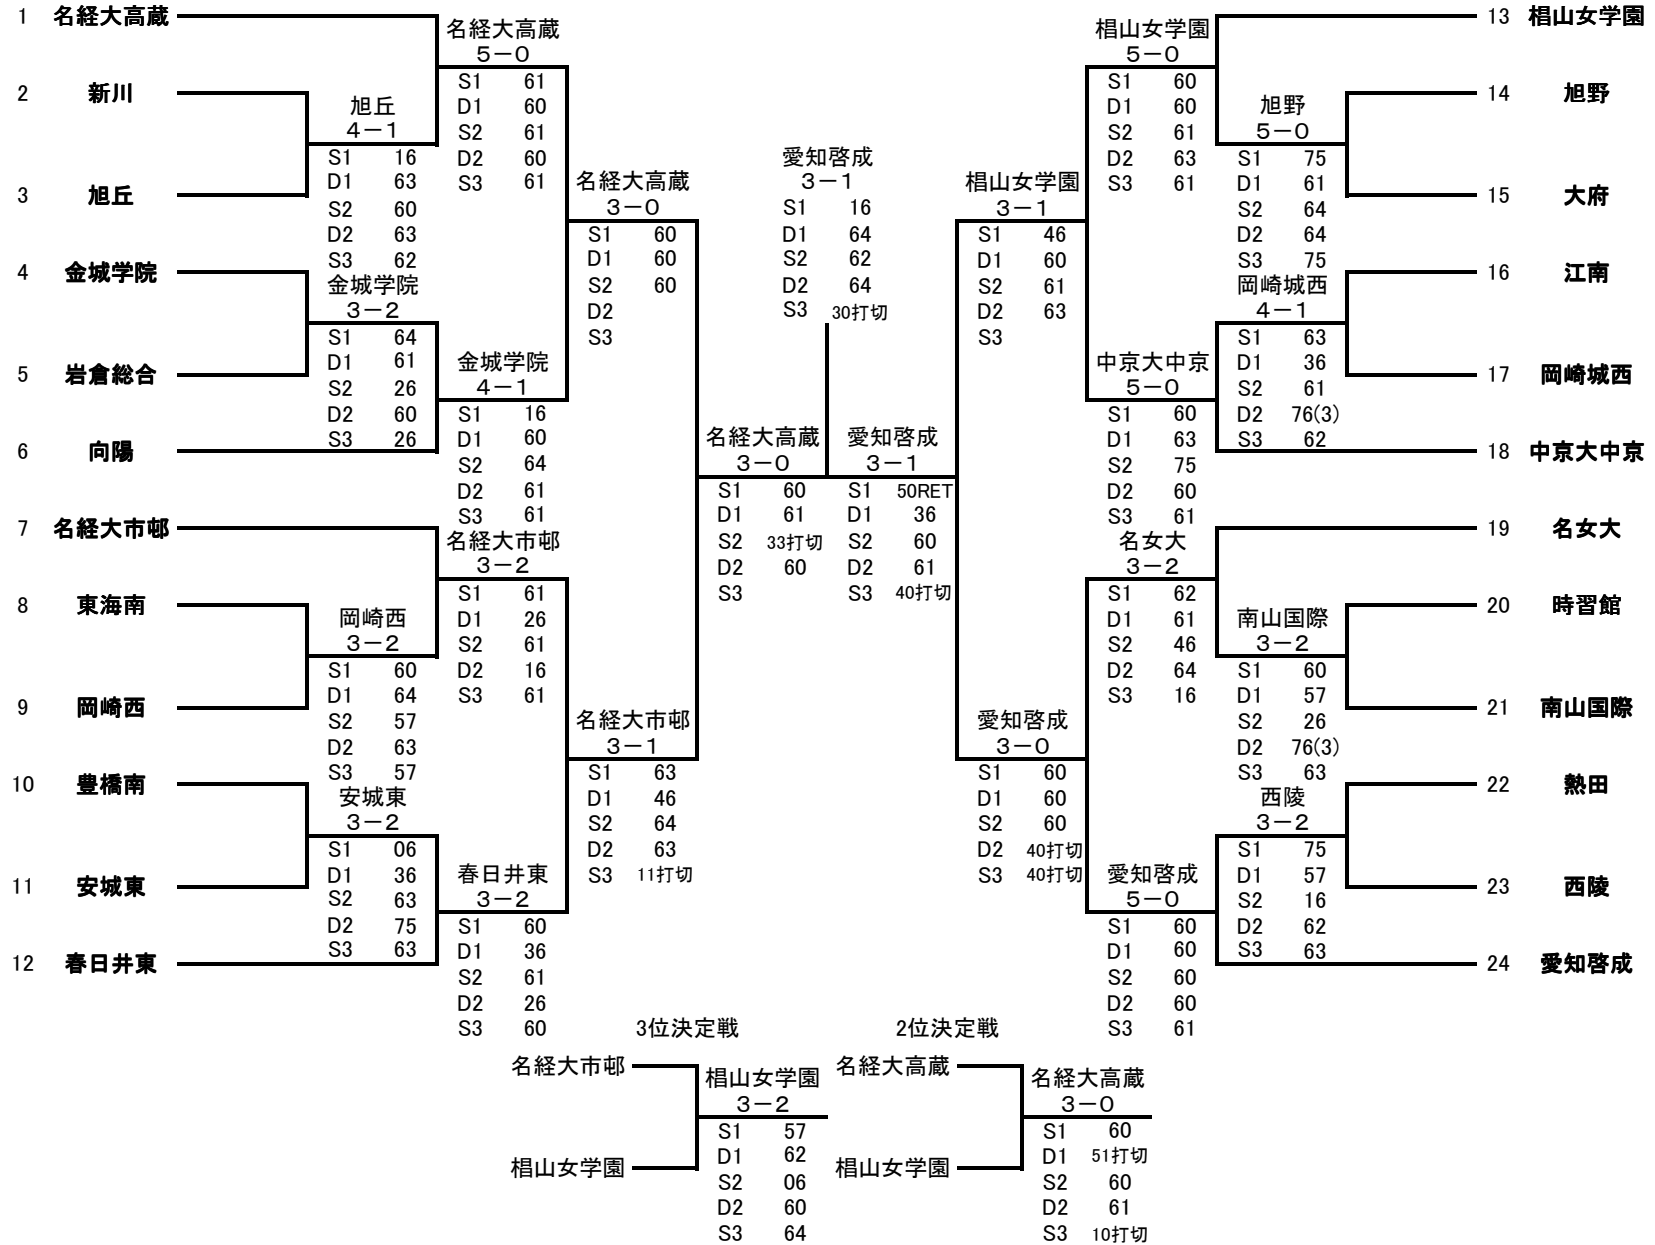 1 名経大高蔵
2 新川
3 旭丘
4 金城学院
5 岩倉総合
6 向陽
7 名経大市邨
8 東海南
9 岡崎西
10 豊橋南
11 安城東
12 春日井東
旭丘
4-1
S1 16
D1 63
S2 60
D2 63
S3 62
金城学院
3-2
S1 64
D1 61
S2 26
D2 60
S3 26
岡崎西
3-2
S1 60
D1 64
S2 57
D2 63
S3 57
安城東
3-2
S1 06
D1 36
S2 63
D2 75
S3 63
名経大高蔵
5-0
S1 61
D1 60
S2 61
D2 60
S3 61
金城学院
4-1
S1 16
D1 60
S2 64
D2 61
S3 61
名経大市邨
3-2
S1 61
D1 26
S2 61
D2 16
S3 61
春日井東
3-2
S1 60
D1 36
S2 61
D2 26
S3 60
名経大高蔵
3-0
S1 60
D1 60
S2 60
D2
S3
名経大市邨
3-1
S1 63
D1 46
S2 64
D2 63
S3 11打切
名経大高蔵
3-0
S1 60
D1 61
S2 33打切
D2 60
S3
愛知啓成
3-1
S1 16
D1 64
S2 62
D2 64
S3 30打切
愛知啓成
3-1
S1 50RET
D1 36
S2 60
D2 61
S3 40打切
椙山女学園
3-1
S1 46
D1 60
S2 61
D2 63
S3
愛知啓成
3-0
S1 60
D1 60
S2 60
D2 40打切
S3 40打切
椙山女学園
5-0
S1 60
D1 60
S2 61
D2 63
S3 61
中京大中京
5-0
S1 60
D1 63
S2 75
D2 60
S3 61
名女大
3-2
S1 62
D1 61
S2 46
D2 64
S3 16
愛知啓成
5-0
S1 60
D1 60
S2 60
D2 60
S3 61
旭野
5-0
S1 75
D1 61
S2 64
D2 64
S3 75
岡崎城西
4-1
S1 63
D1 36
S2 61
D2 76(3)
S3 62
南山国際
3-2
S1 60
D1 57
S2 26
D2 76(3)
S3 63
西陵
3-2
S1 75
D1 57
S2 16
D2 62
S3 63
13 椙山女学園
14 旭野
15 大府
16 江南
17 岡崎城西
18 中京大中京
19 名女大
20 時習館
21 南山国際
22 熱田
23 西陵
24 愛知啓成
3位決定戦
名経大市邨
椙山女学園
椙山女学園
3-2
S1 57
D1 62
S2 06
D2 60
S3 64
2位決定戦
名経大高蔵
椙山女学園
名経大高蔵
3-0
S1 60
D1 51打切
S2 60
D2 61
S3 10打切